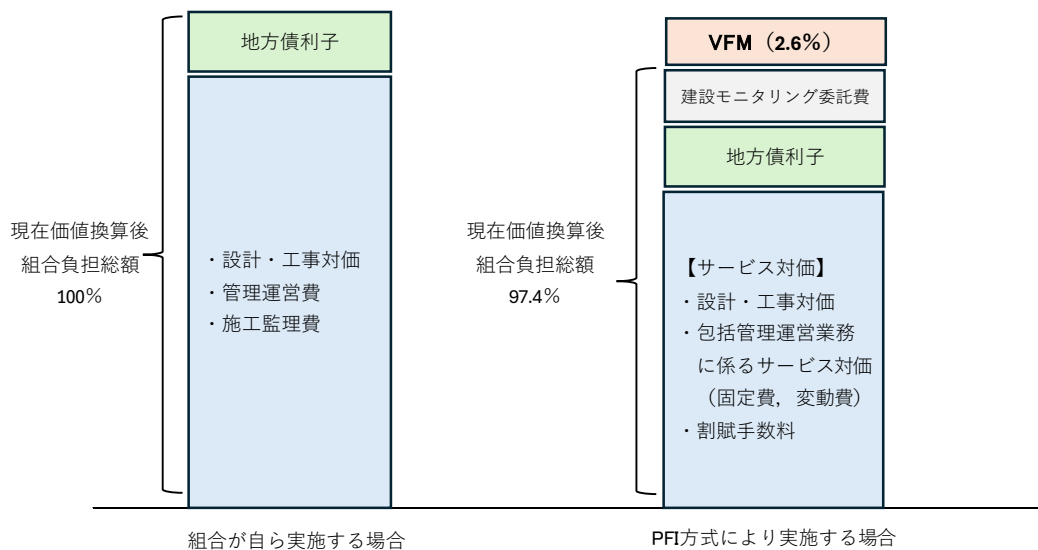 地方債利子
現在価値換算後
組合負担総額
100%
・設計・工事対価
・管理運営費
・施工監理費
組合が自ら実施する場合
VFM（2.6%）
建設モニタリング委託費
地方債利子
現在価値換算後
組合負担総額
97.4%
【サービス対価】
・設計・工事対価
・包括管理運営業務
に係るサービス対価
（固定費，変動費）
・割賦手数料
PFI方式により実施する場合